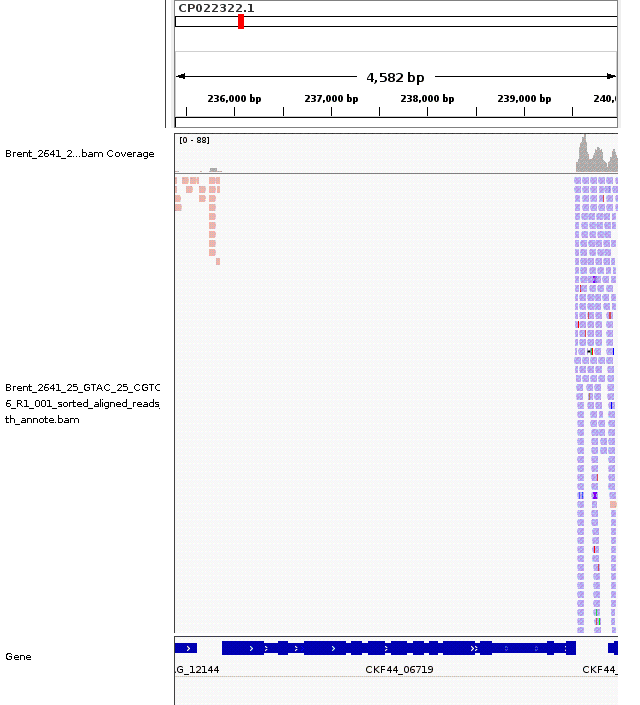 CP022322.1
4,582 bp
236,000 bp 237,000 bp 238,000 bp 239,000 bp 240,
[0 - 88]
Brent_2641_2...bam Coverage
Brent_2641_25_GTAC_25_CGTC
6_R1_001_sorted_aligned_reads_
th_annote.bam
Gene
G_12144 CKF44_06719 CKF44_